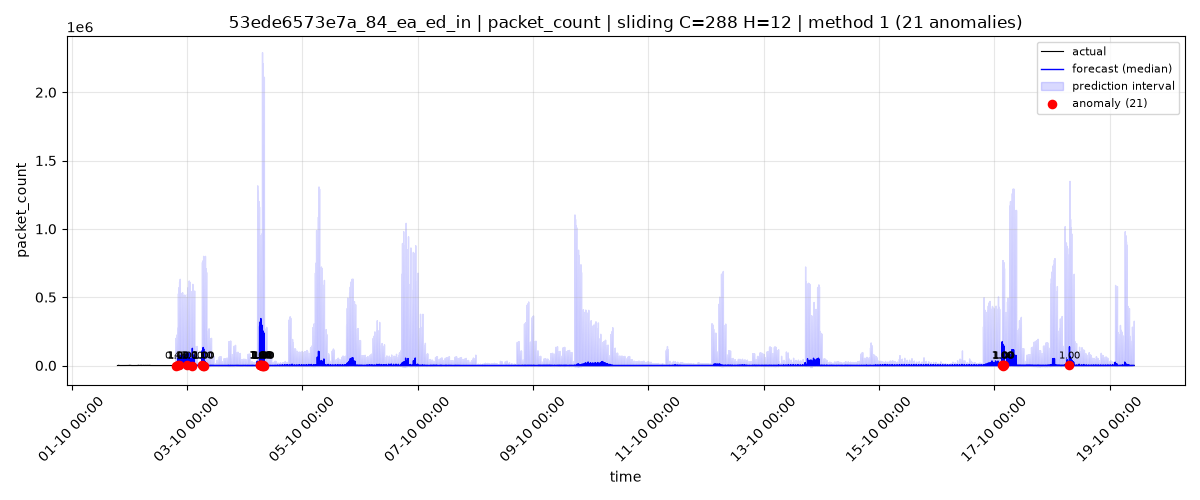 53ede6573e7a_84_ea_ed_in | packet_count | sliding C=288 H=12 | method 1 (21 anomalies)
1e6
actual
forecast (median)
prediction interval
anomaly (21)
2.0
1.5
1.0
0.5
0.0
packet_count
1.00
01-10 00:00
03-10 00:00
05-10 00:00
07-10 00:00
09-10 00:00
11-10 00:00
13-10 00:00
15-10 00:00
17-10 00:00
19-10 00:00
time